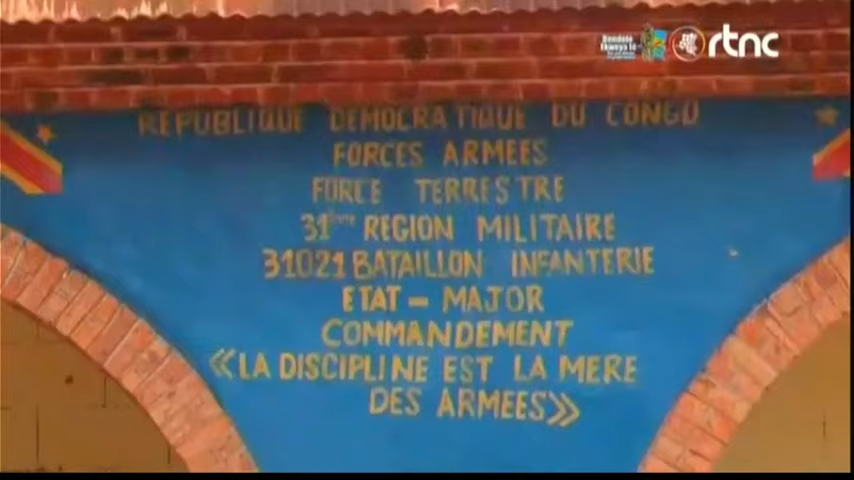 rtnc
REPUBLIQUE DEMOCRATIQUE DU CONGO
FORCES ARMEES
FORCE TERRESTRE
31ème REGION MILITAIRE
31021 BATAILLON INFANTERIE
ETAT - MAJOR
COMMANDEMENT
«LA DISCIPLINE EST LA MERE
DES ARMEES»